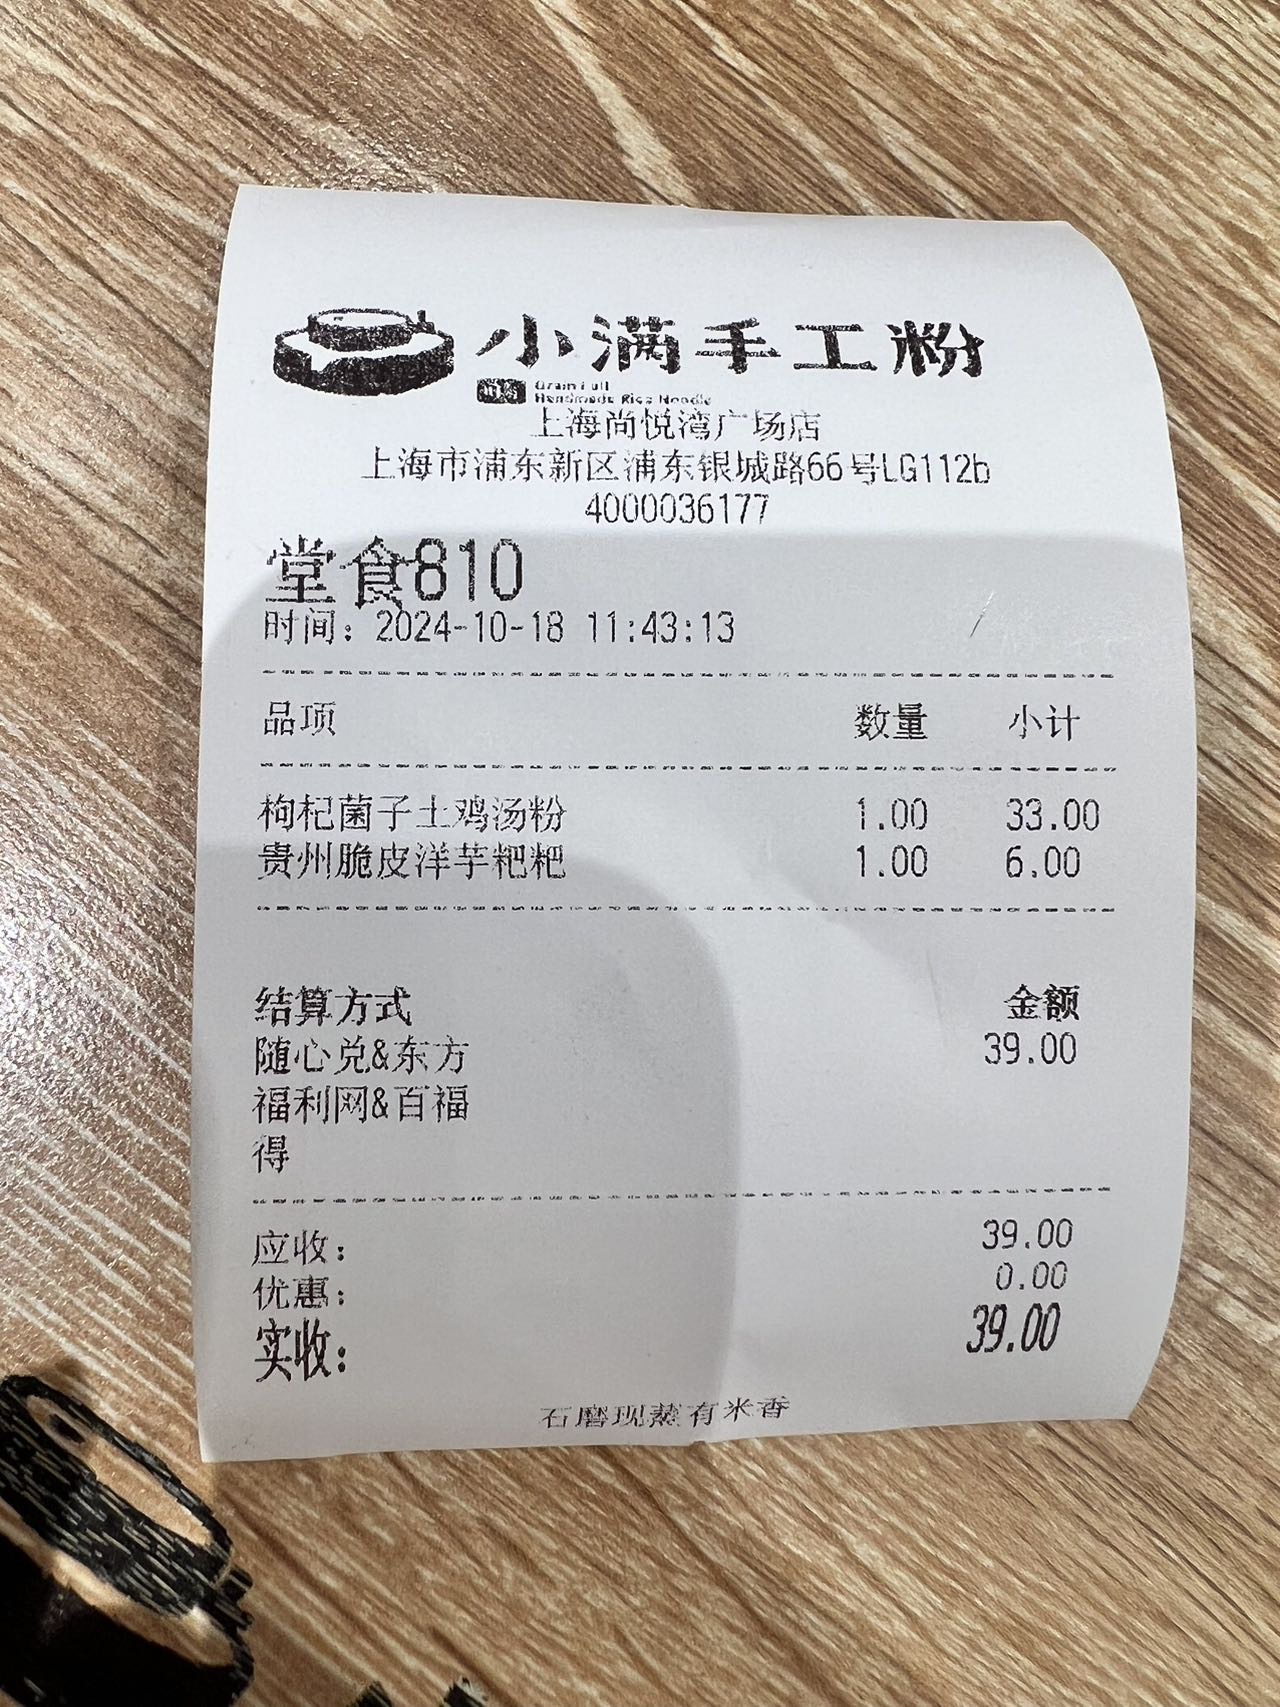 小满手工粉
Grain Full
Handmade Rice Noodle
上海尚悦湾广场店
上海市浦东新区浦东银城路66号LG112b
4000036177
堂食810
时间：2024-10-18 11:43:13
品项 数量 小计
枸杞菌子土鸡汤粉 1.00 33.00
贵州脆皮洋芋粑粑 1.00 6.00
结算方式 金额
随心兑&东方 39.00
福利网&百福
得
应收： 39.00
优惠： 0.00
实收： 39.00
石磨现蒸有米香